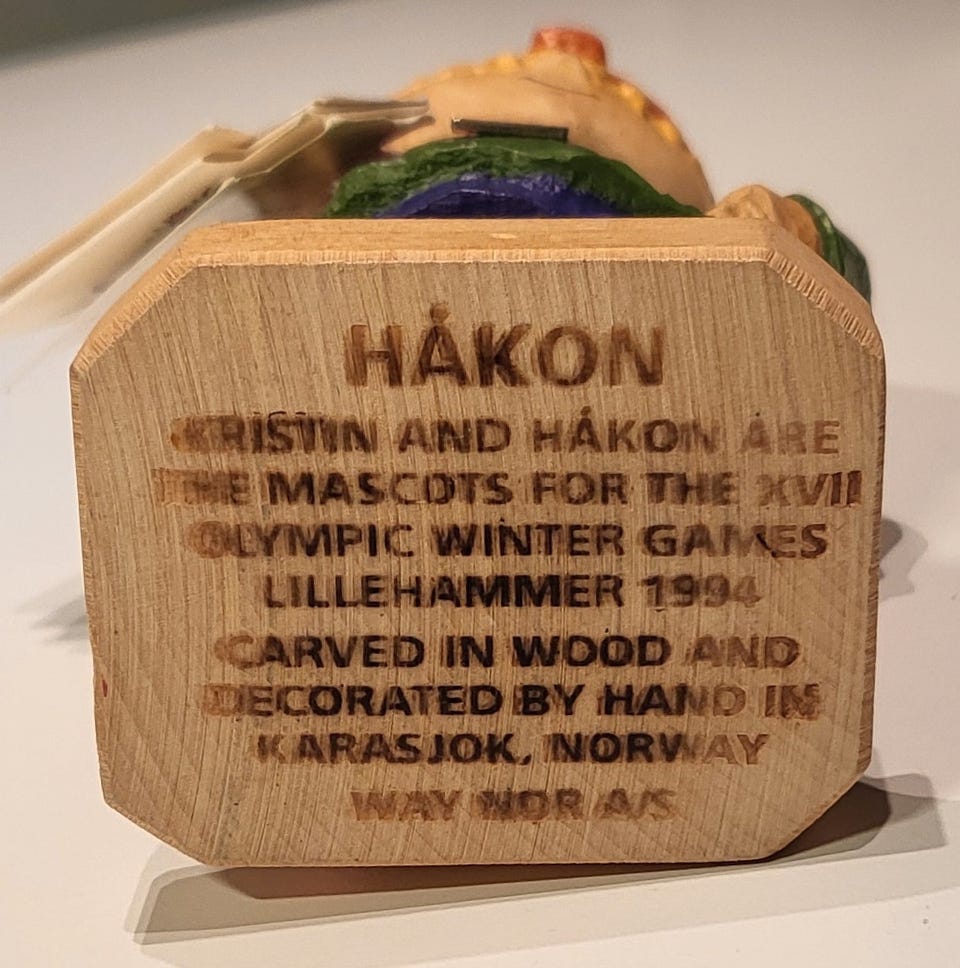 HÅKON
KRISTIN AND HÅKON ARE
THE MASCOTS FOR THE XVII
OLYMPIC WINTER GAMES
LILLEHAMMER 1994
CARVED IN WOOD AND
DECORATED BY HAND IN
KARASJOK, NORWAY
WAY NOR A/S